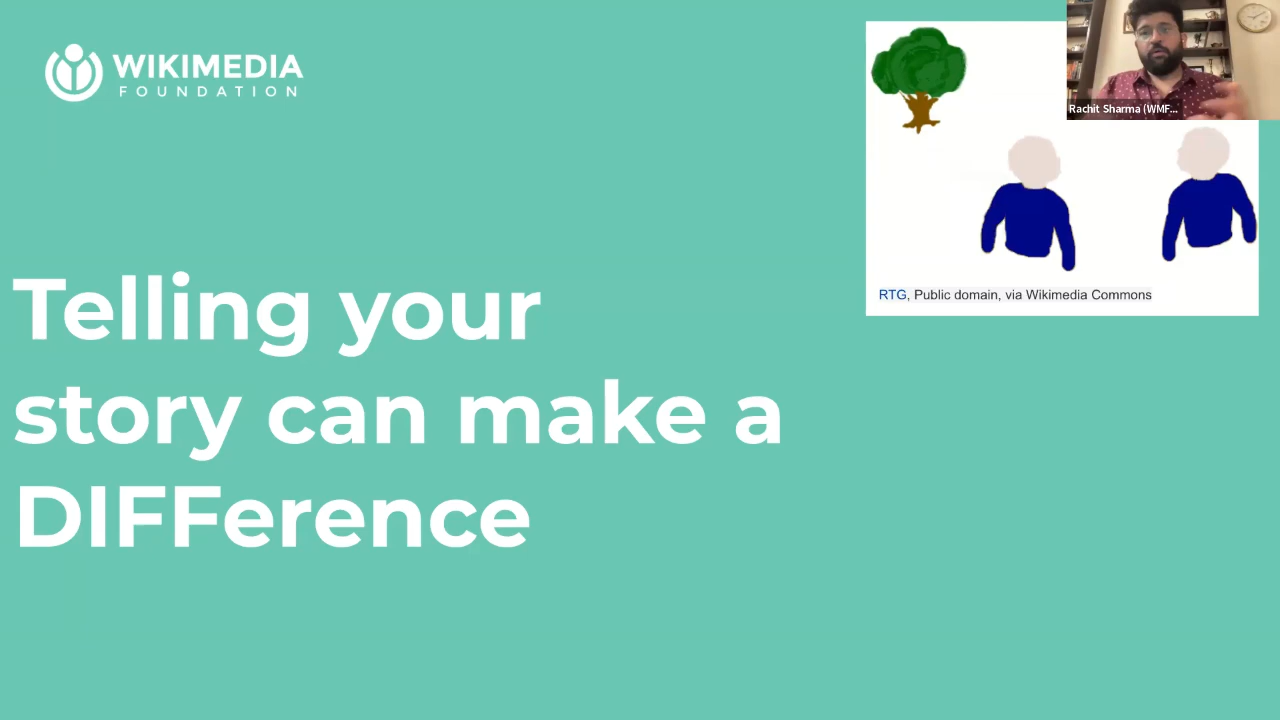 WIKIMEDIA
FOUNDATION
Rachit Sharma (WMF...
RTG, Public domain, via Wikimedia Commons
Telling your
story can make a
DIFFerence